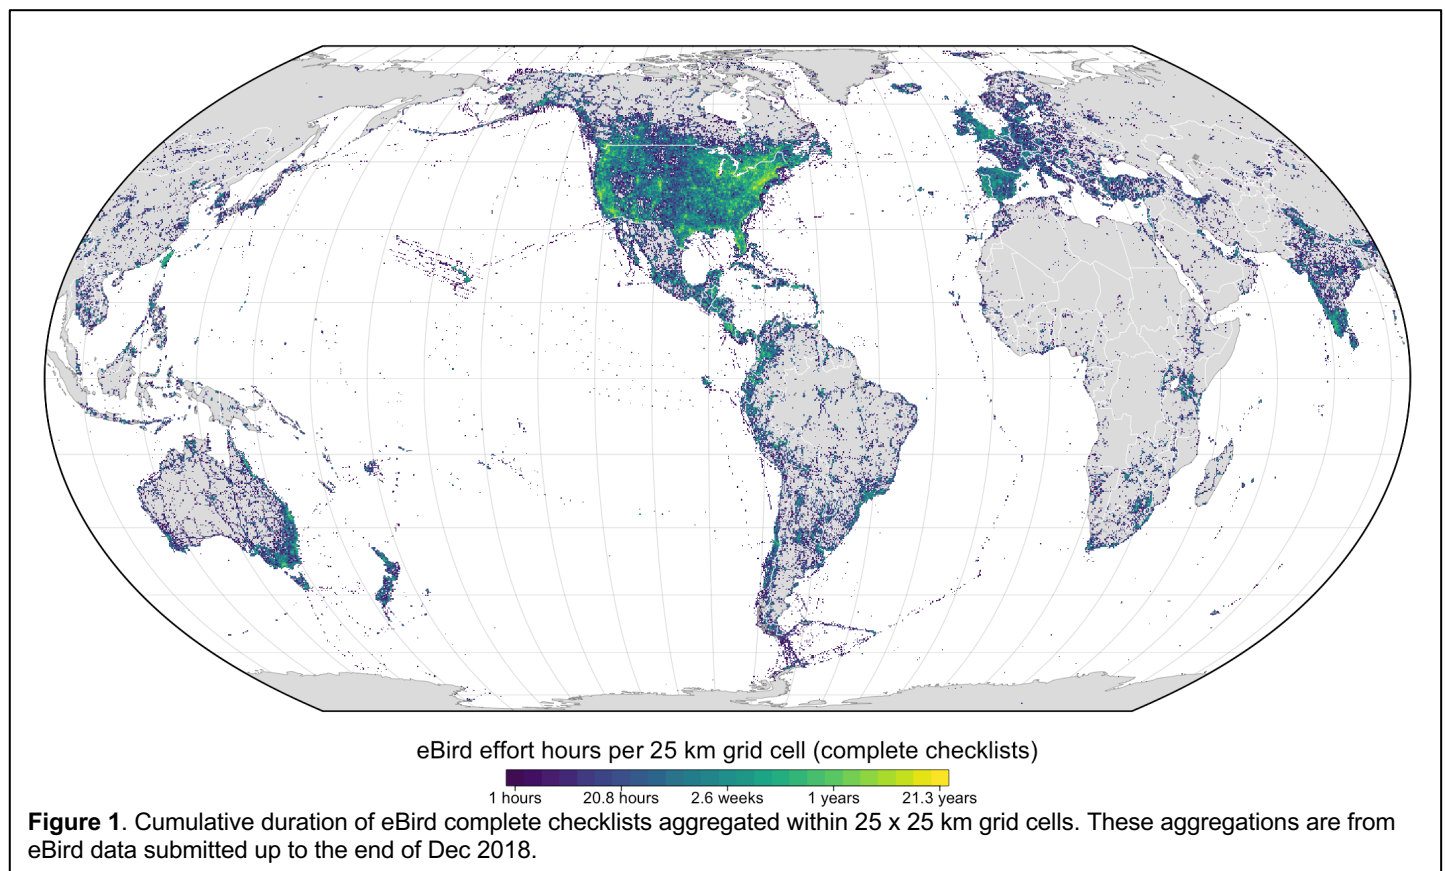 eBird effort hours per 25 km grid cell (complete checklists)
1 hours 20.8 hours 2.6 weeks 1 years 21.3 years
Figure 1. Cumulative duration of eBird complete checklists aggregated within 25 x 25 km grid cells. These aggregations are from
eBird data submitted up to the end of Dec 2018.